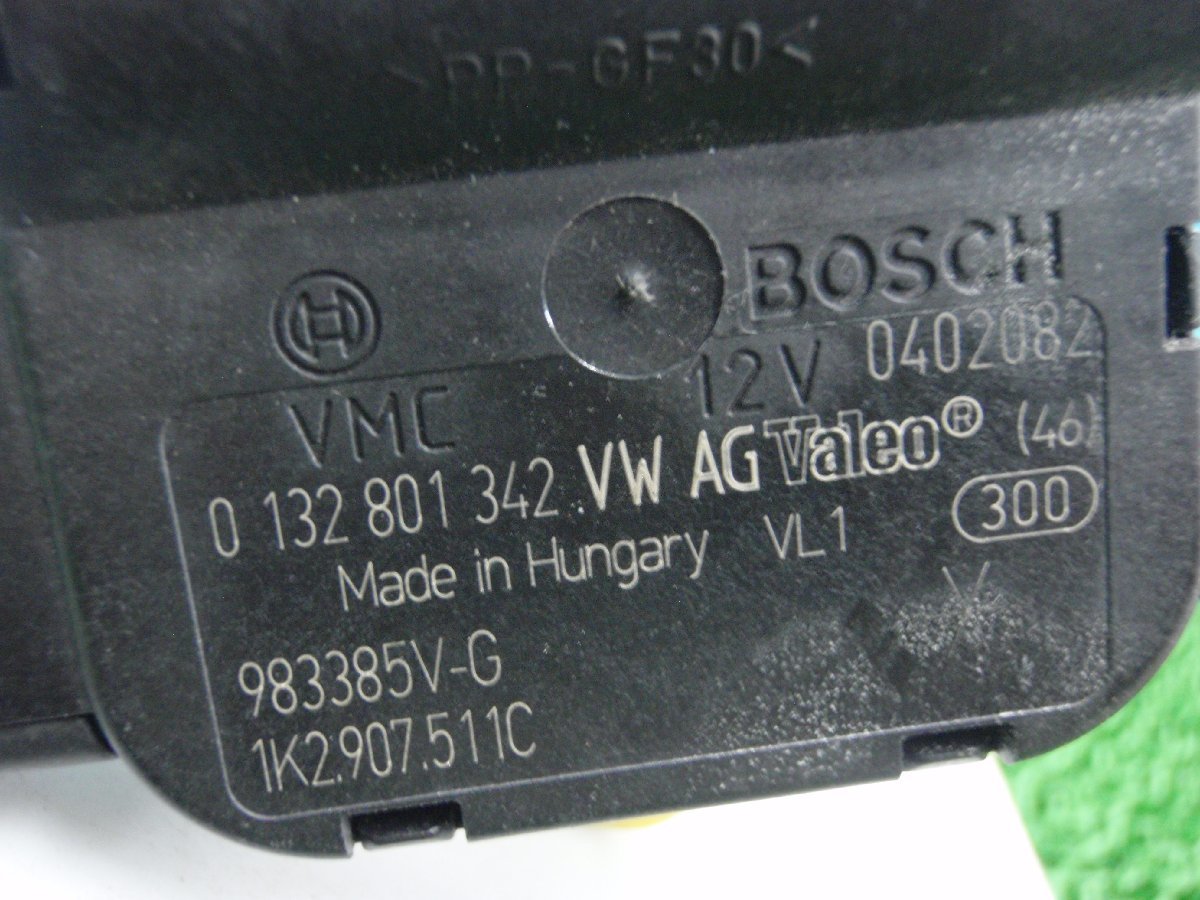 >PP-GF30<
BOSCH
VMC 12V 0402082
0 132 801 342 VW AG Valeo® (46)
Made in Hungary VL1 300
V
983385V-G
1K2.907.511C